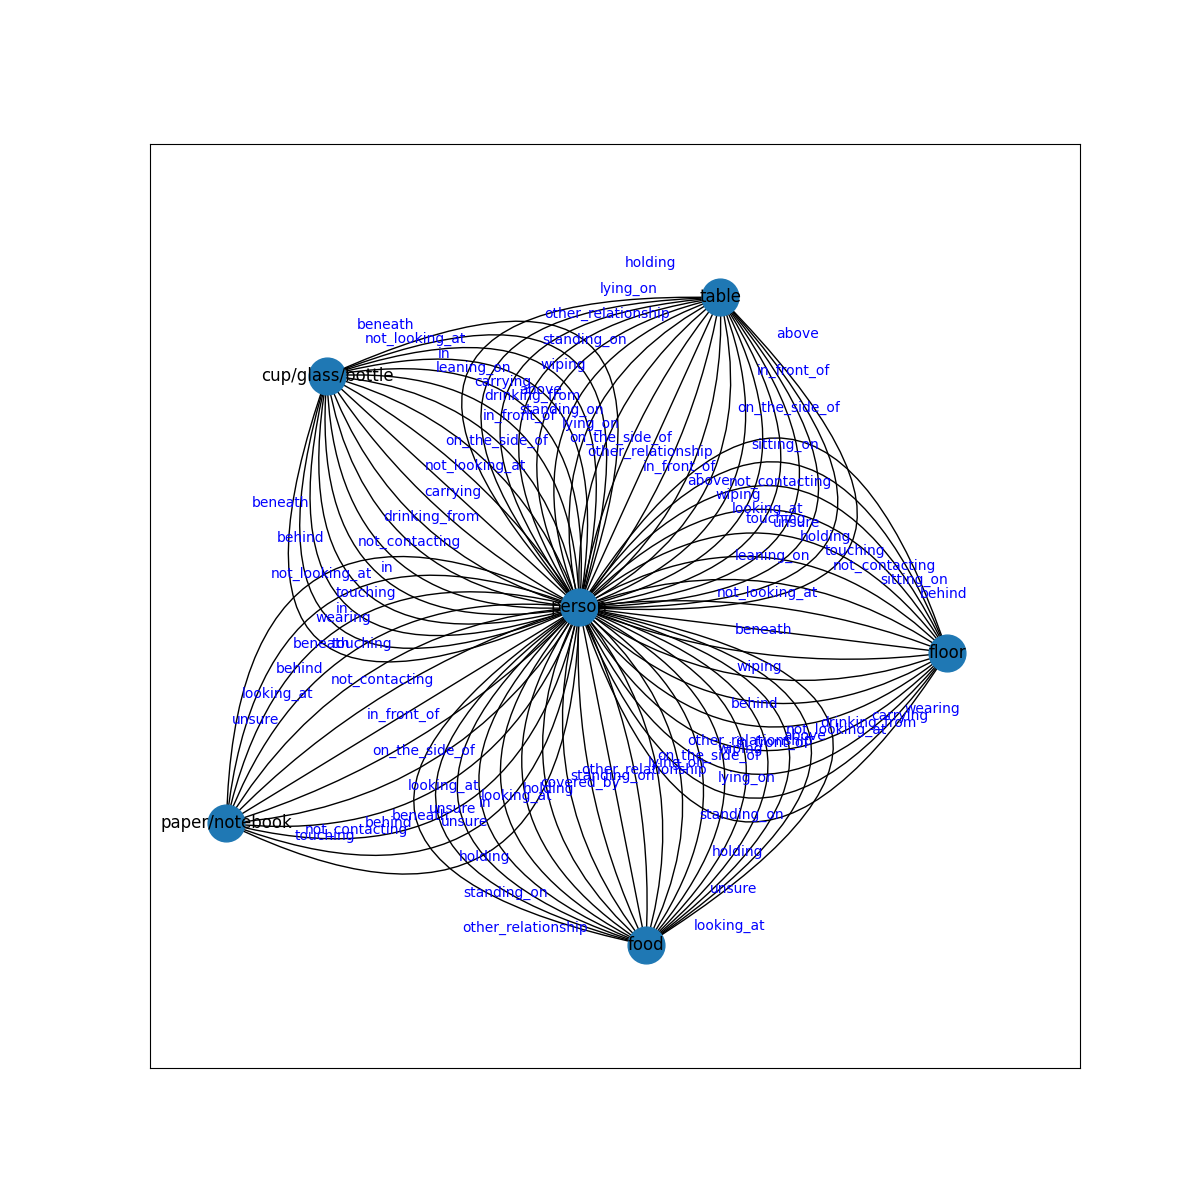 holding
lying_on
table
other_relationship
beneath
above
not_looking_at
standing_on
in
wiping
leaning_on
in_front_of
cup/glass/bottle
carrying
above
drinking_from
on_the_side_of
standing_on
in_front_of
lying_on
on_the_side_of
on_the_side_of
sitting_on
other_relationship
not_looking_at
in_front_of
above
not_contacting
carrying
wiping
beneath
looking_at
drinking_from
touching
unsure
behind
holding
not_contacting
touching
leaning_on
not_contacting
in
not_looking_at
sitting_on
touching
not_looking_at
behind
in
person
wearing
beneath
beneath
touching
floor
behind
wiping
not_contacting
looking_at
behind
wearing
in_front_of
carrying
unsure
drinking_from
not_looking_at
above
other_relationship
in_front_of
wiping
on_the_side_of
on_the_side_of
lying_on
other_relationship
standing_on
lying_on
covered_by
looking_at
holding
looking_at
in
unsure
beneath
standing_on
paper/notebook
behind
unsure
not_contacting
touching
holding
holding
unsure
standing_on
looking_at
other_relationship
food